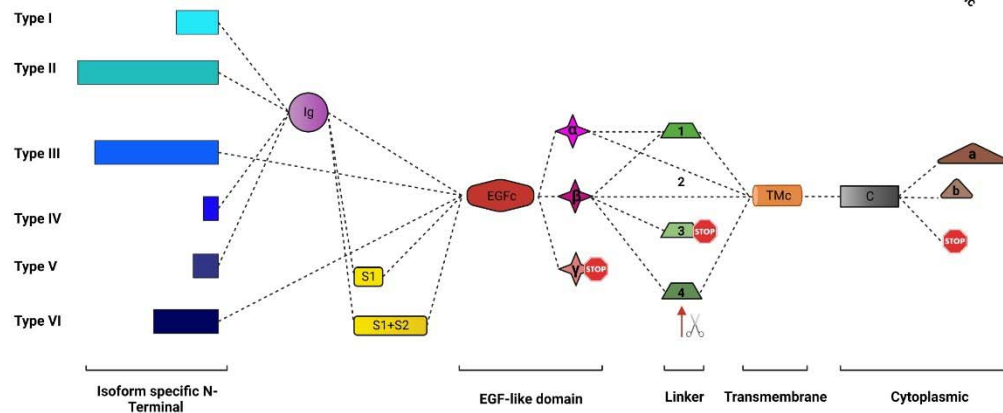 Type I
Type II
Type III
Type IV
Type V
Type VI
Ig
S1
S1+S2
EGFc
α
β
γ STOP
1
2
3 STOP
4
TMc
C
a
b
STOP
Isoform specific N-
Terminal
EGF-like domain
Linker
Transmembrane
Cytoplasmic